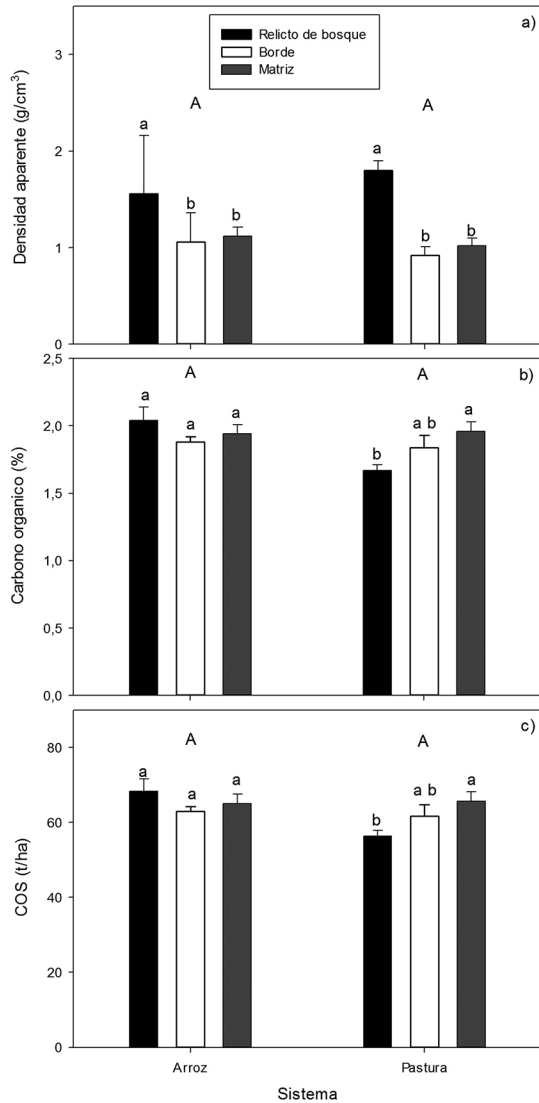 a)
Relicto de bosque
Borde
Matriz
Densidad aparente (g/cm³)
3
2
1
0
A
A
a
b
b
a
b
b
b)
Carbono organico (%)
2,5
2,0
1,5
1,0
0,5
0,0
A
A
a
a
a
b
a b
a
c)
COS (t/ha)
80
60
40
20
0
A
A
a
a
a
b
a b
a
Arroz
Pastura
Sistema